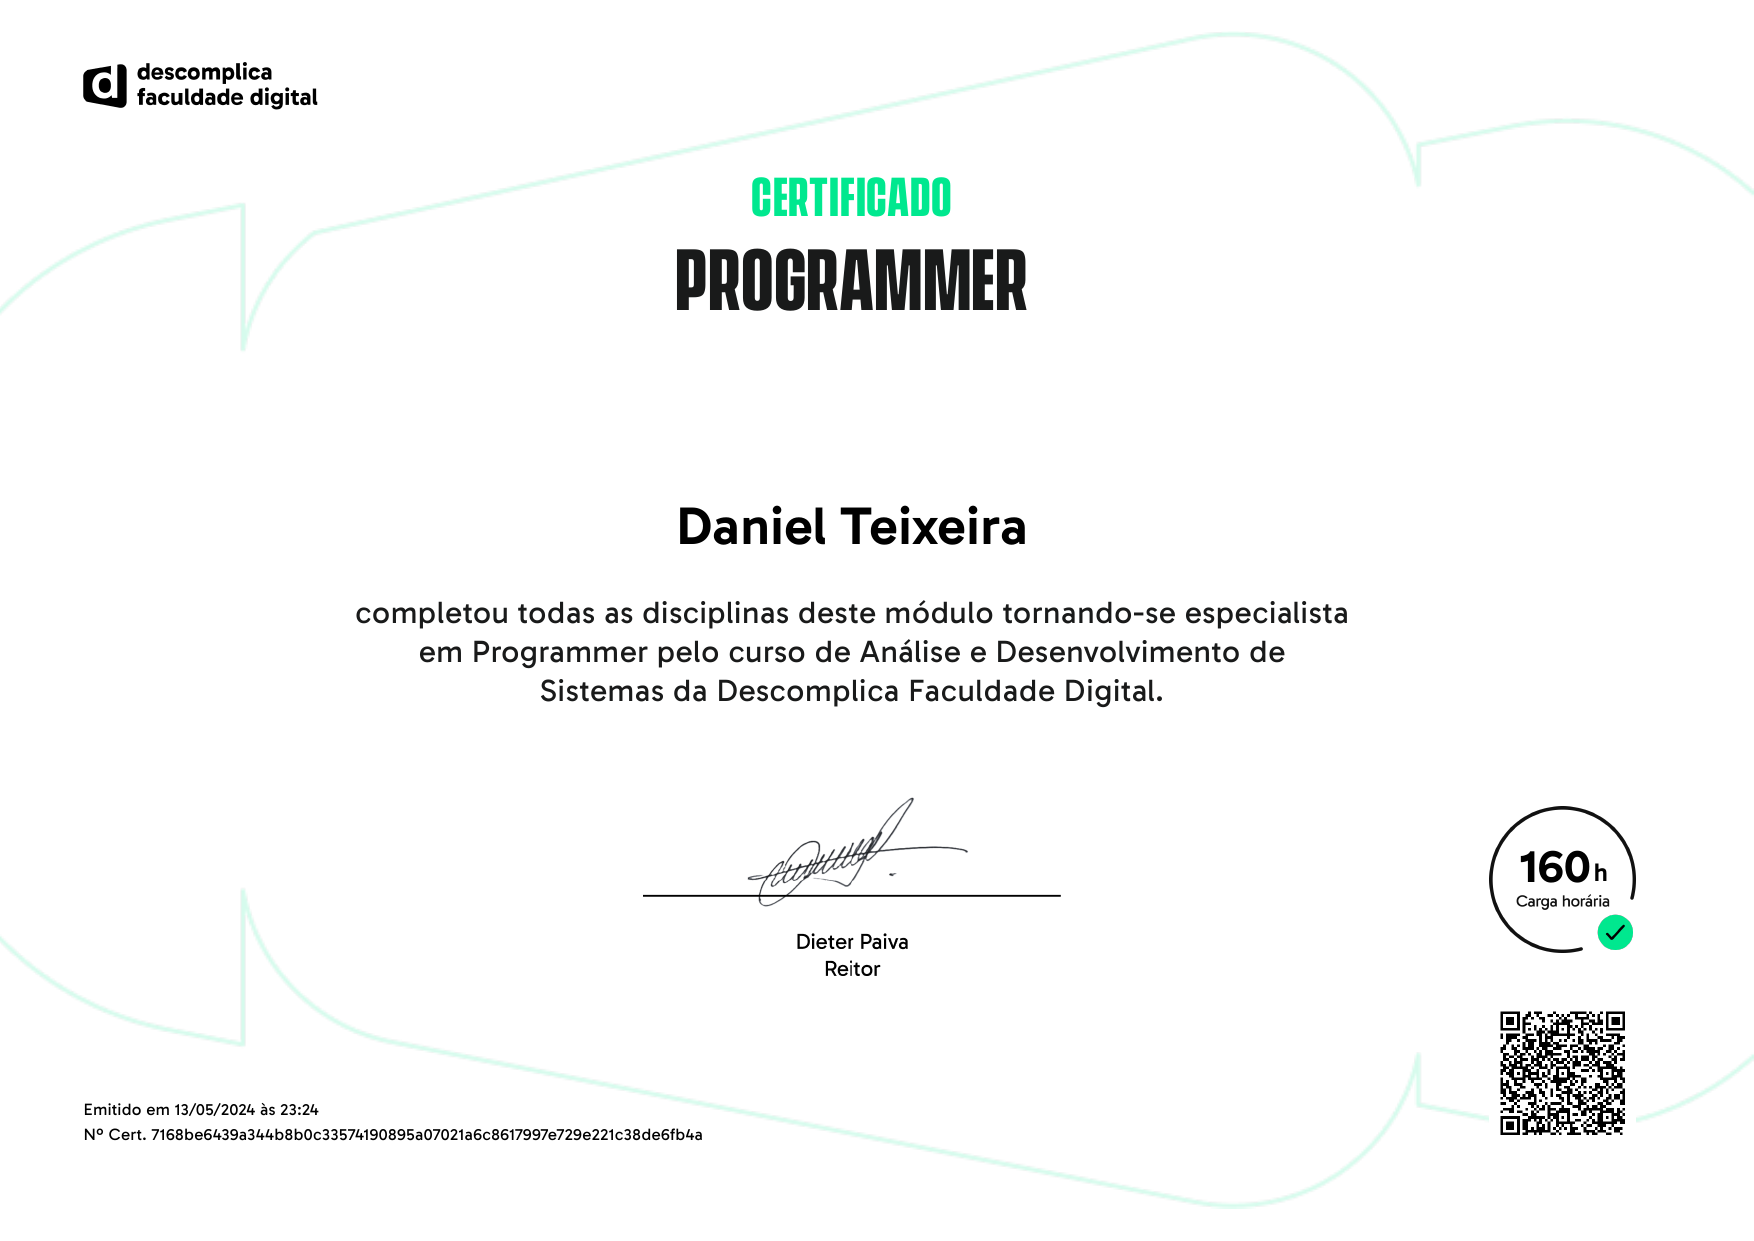 descomplica
faculdade digital
CERTIFICADO
PROGRAMMER
Daniel Teixeira
completou todas as disciplinas deste módulo tornando-se especialista
em Programmer pelo curso de Análise e Desenvolvimento de
Sistemas da Descomplica Faculdade Digital.
160h
Carga horária
Dieter Paiva
Reitor
Emitido em 13/05/2024 às 23:24
Nº Cert. 7168be6439a344b8b0c33574190895a07021a6c8617997e729e221c38de6fb4a